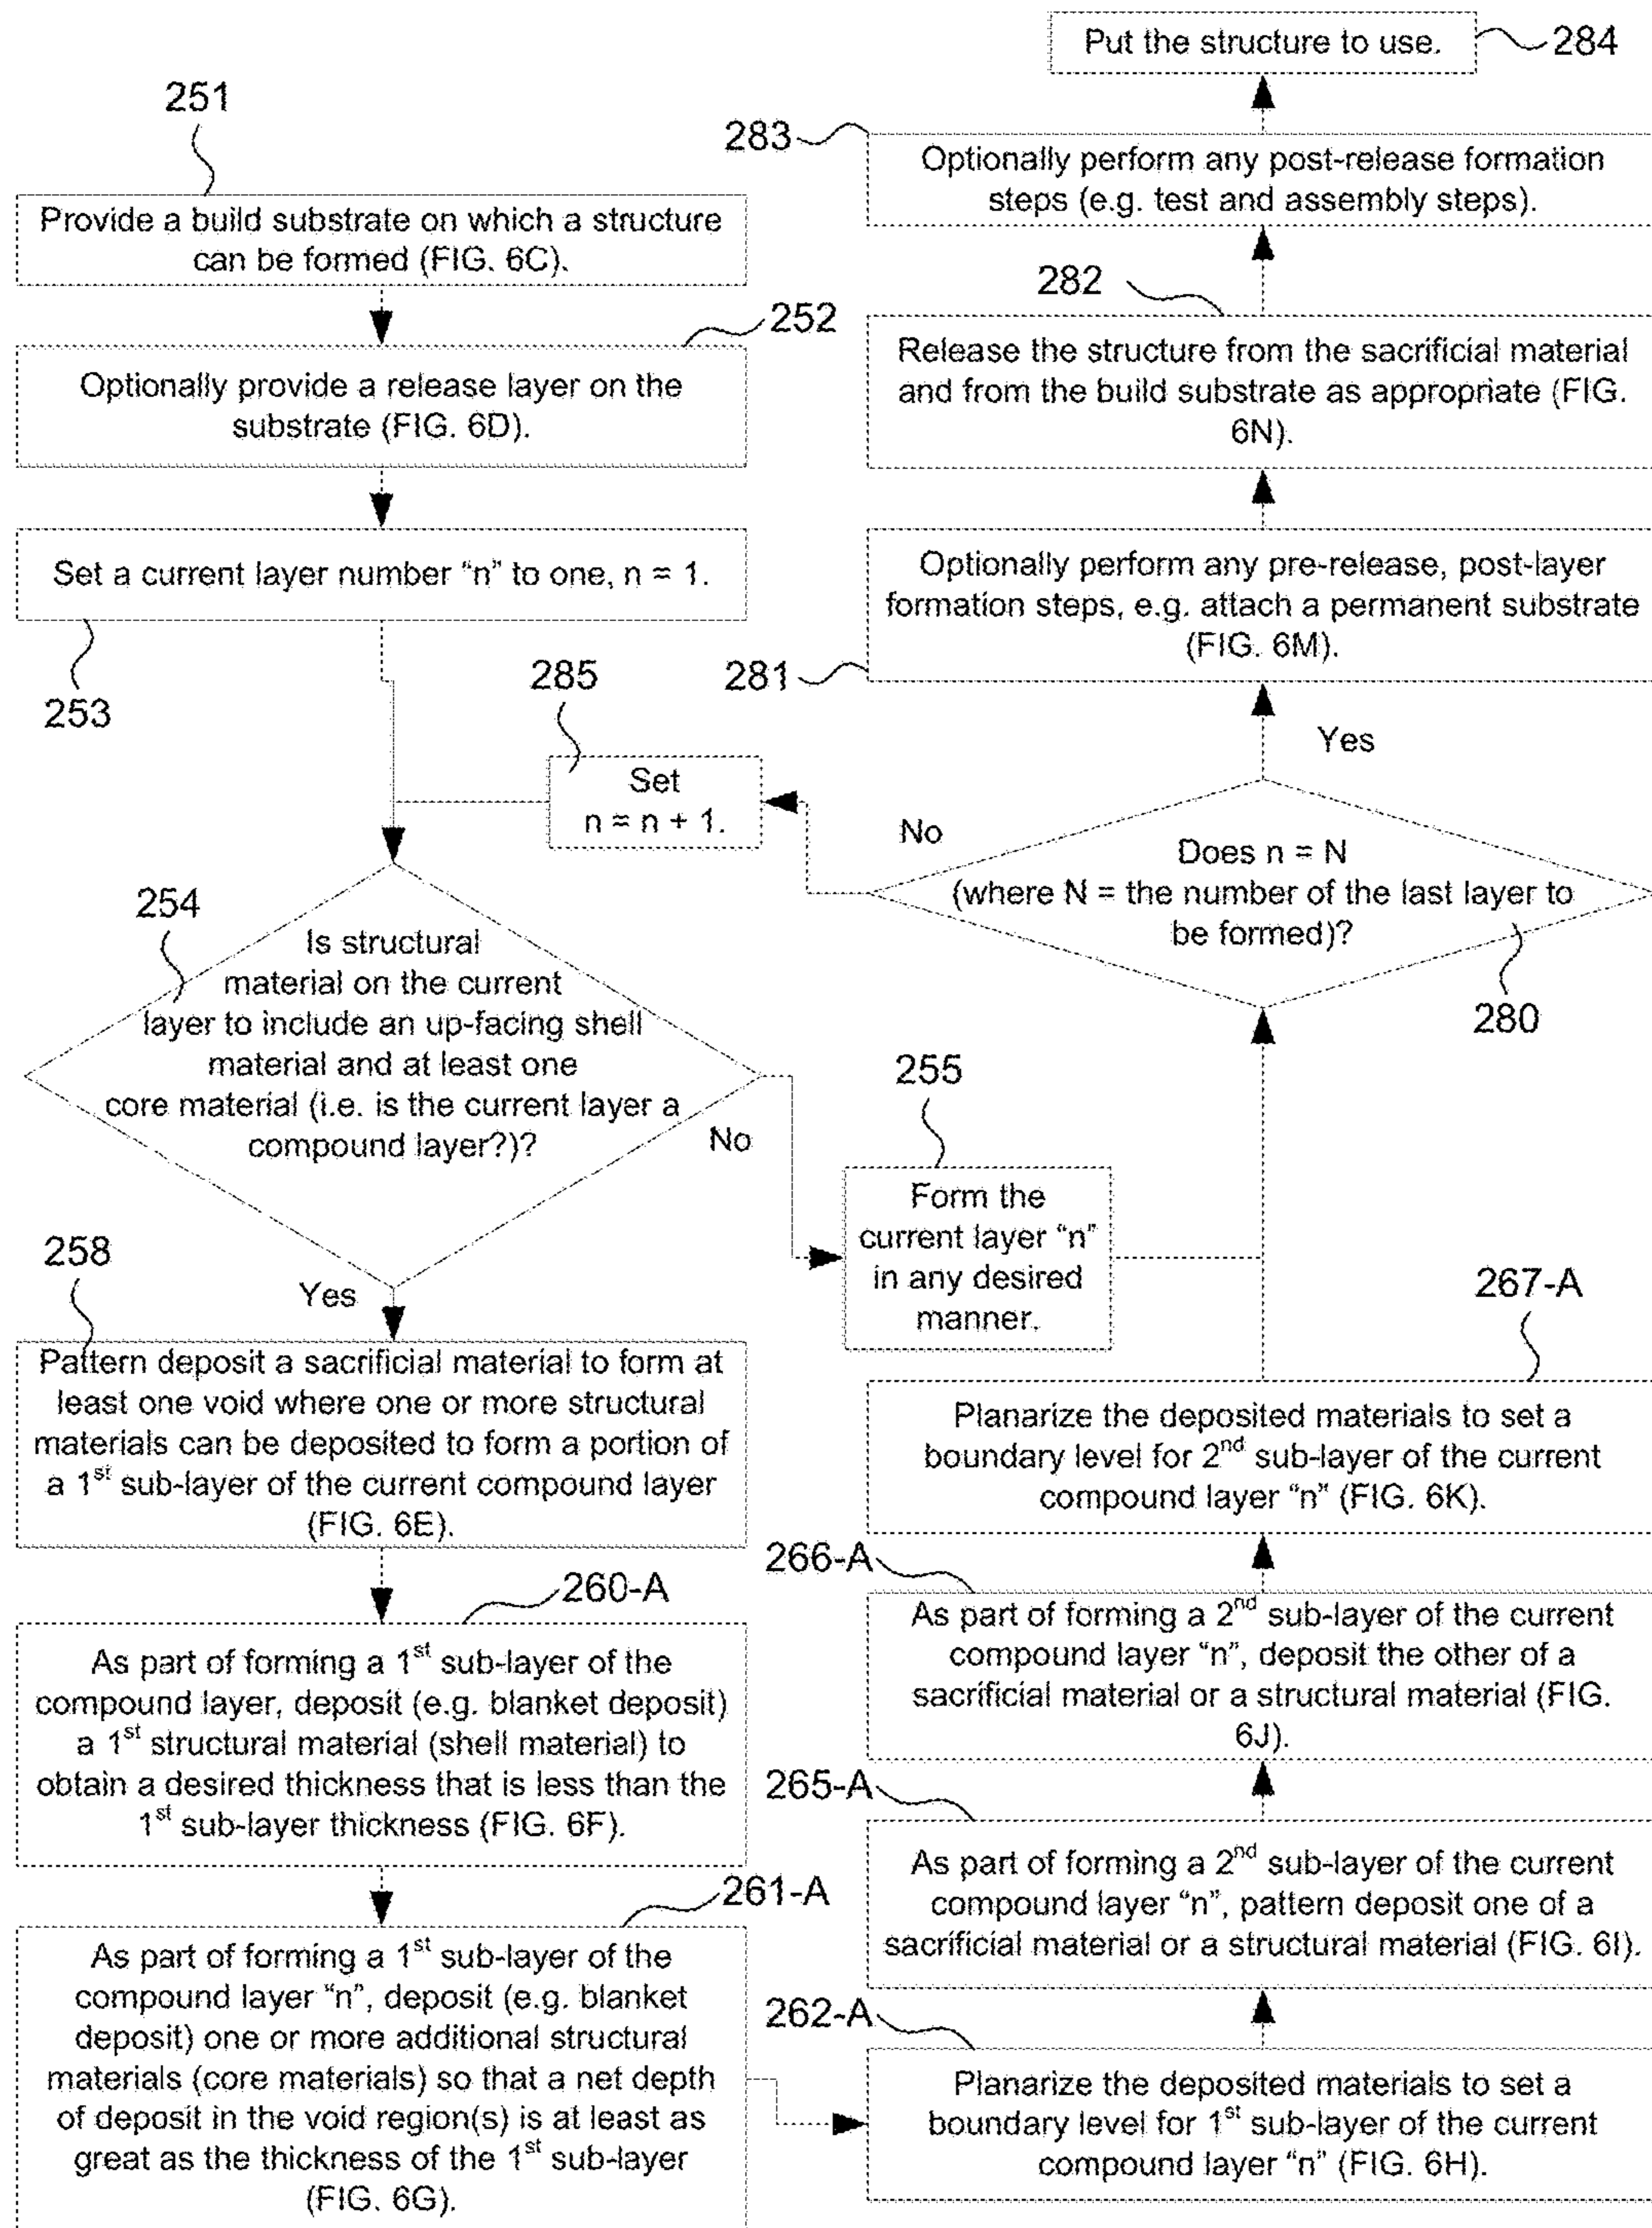 251
Provide a build substrate on which a structure
can be formed (FIG. 6C).
252
Optionally provide a release layer on the
substrate (FIG. 6D).
Set a current layer number “n” to one, n = 1.
253
285
Set
n = n + 1.
254
Is structural
material on the current
layer to include an up-facing shell
material and at least one
core material (i.e. is the current layer a
compound layer?)?
No
255
Form the
current layer “n”
in any desired
manner.
Yes
258
Pattern deposit a sacrificial material to form at
least one void where one or more structural
materials can be deposited to form a portion of
a 1st sub-layer of the current compound layer
(FIG. 6E).
260-A
As part of forming a 1st sub-layer of the
compound layer, deposit (e.g. blanket deposit)
a 1st structural material (shell material) to
obtain a desired thickness that is less than the
1st sub-layer thickness (FIG. 6F).
261-A
As part of forming a 1st sub-layer of the
compound layer “n”, deposit (e.g. blanket
deposit) one or more additional structural
materials (core materials) so that a net depth
of deposit in the void region(s) is at least as
great as the thickness of the 1st sub-layer
(FIG. 6G).
Put the structure to use.
284
283
Optionally perform any post-release formation
steps (e.g. test and assembly steps).
282
Release the structure from the sacrificial material
and from the build substrate as appropriate (FIG.
6N).
Optionally perform any pre-release, post-layer
formation steps, e.g. attach a permanent substrate
(FIG. 6M).
281
Yes
No
Does n = N
(where N = the number of the last layer to
be formed)?
280
267-A
Planarize the deposited materials to set a
boundary level for 2nd sub-layer of the current
compound layer “n” (FIG. 6K).
266-A
As part of forming a 2nd sub-layer of the current
compound layer “n”, deposit the other of a
sacrificial material or a structural material (FIG.
6J).
265-A
As part of forming a 2nd sub-layer of the current
compound layer “n”, pattern deposit one of a
sacrificial material or a structural material (FIG. 6I).
262-A
Planarize the deposited materials to set a
boundary level for 1st sub-layer of the current
compound layer “n” (FIG. 6H).